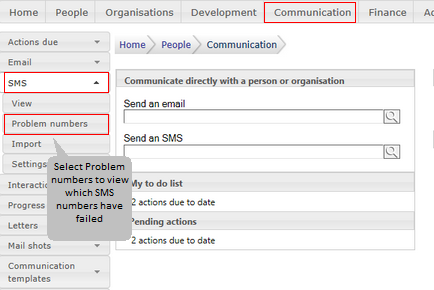 Home People Organisations Development Communication Finance
Actions due
Email
SMS
View
Problem numbers
Import
Settings
Interaction
Progress
Letters
Mail shots
Communication
templates
Select Problem
numbers to view
which SMS
numbers have
failed
Home People Communication
Communicate directly with a person or organisation
Send an email
Send an SMS
My to do list
2 actions due to date
Pending actions
2 actions due to date